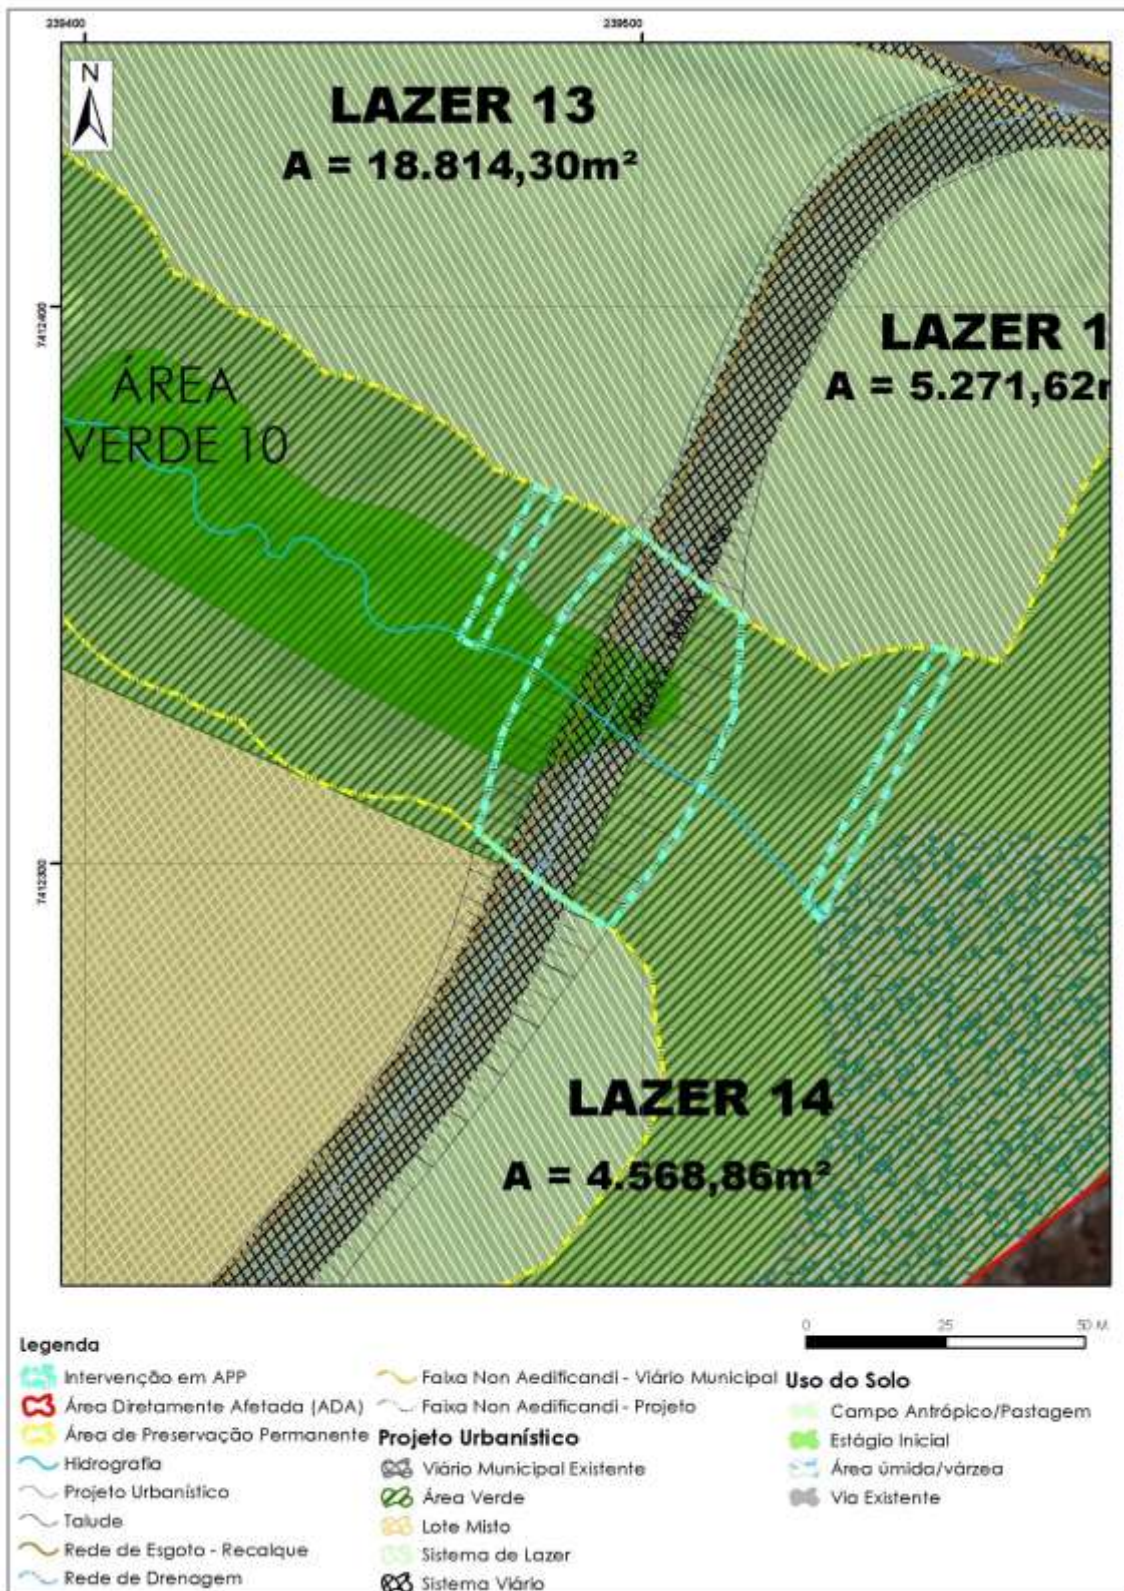 239400
239500
N
LAZER 13
A = 18.814,30m²
7412400
LAZER 1
A = 5.271,62m
ÁREA
VERDE 10
7412300
LAZER 14
A = 4.568,86m²
0 25 50 M
Legenda
Intervenção em APP
Área Diretamente Afetada (ADA)
Área de Preservação Permanente
Hidrografia
Projeto Urbanístico
Talude
Rede de Esgoto - Recalque
Rede de Drenagem
Faixa Non Aedificandi - Viário Municipal
Faixa Non Aedificandi - Projeto
Projeto Urbanístico
Viário Municipal Existente
Área Verde
Lote Misto
Sistema de Lazer
Sistema Viário
Uso do Solo
Campo Antrópico/Pastagem
Estágio Inicial
Área úmida/várzea
Via Existente